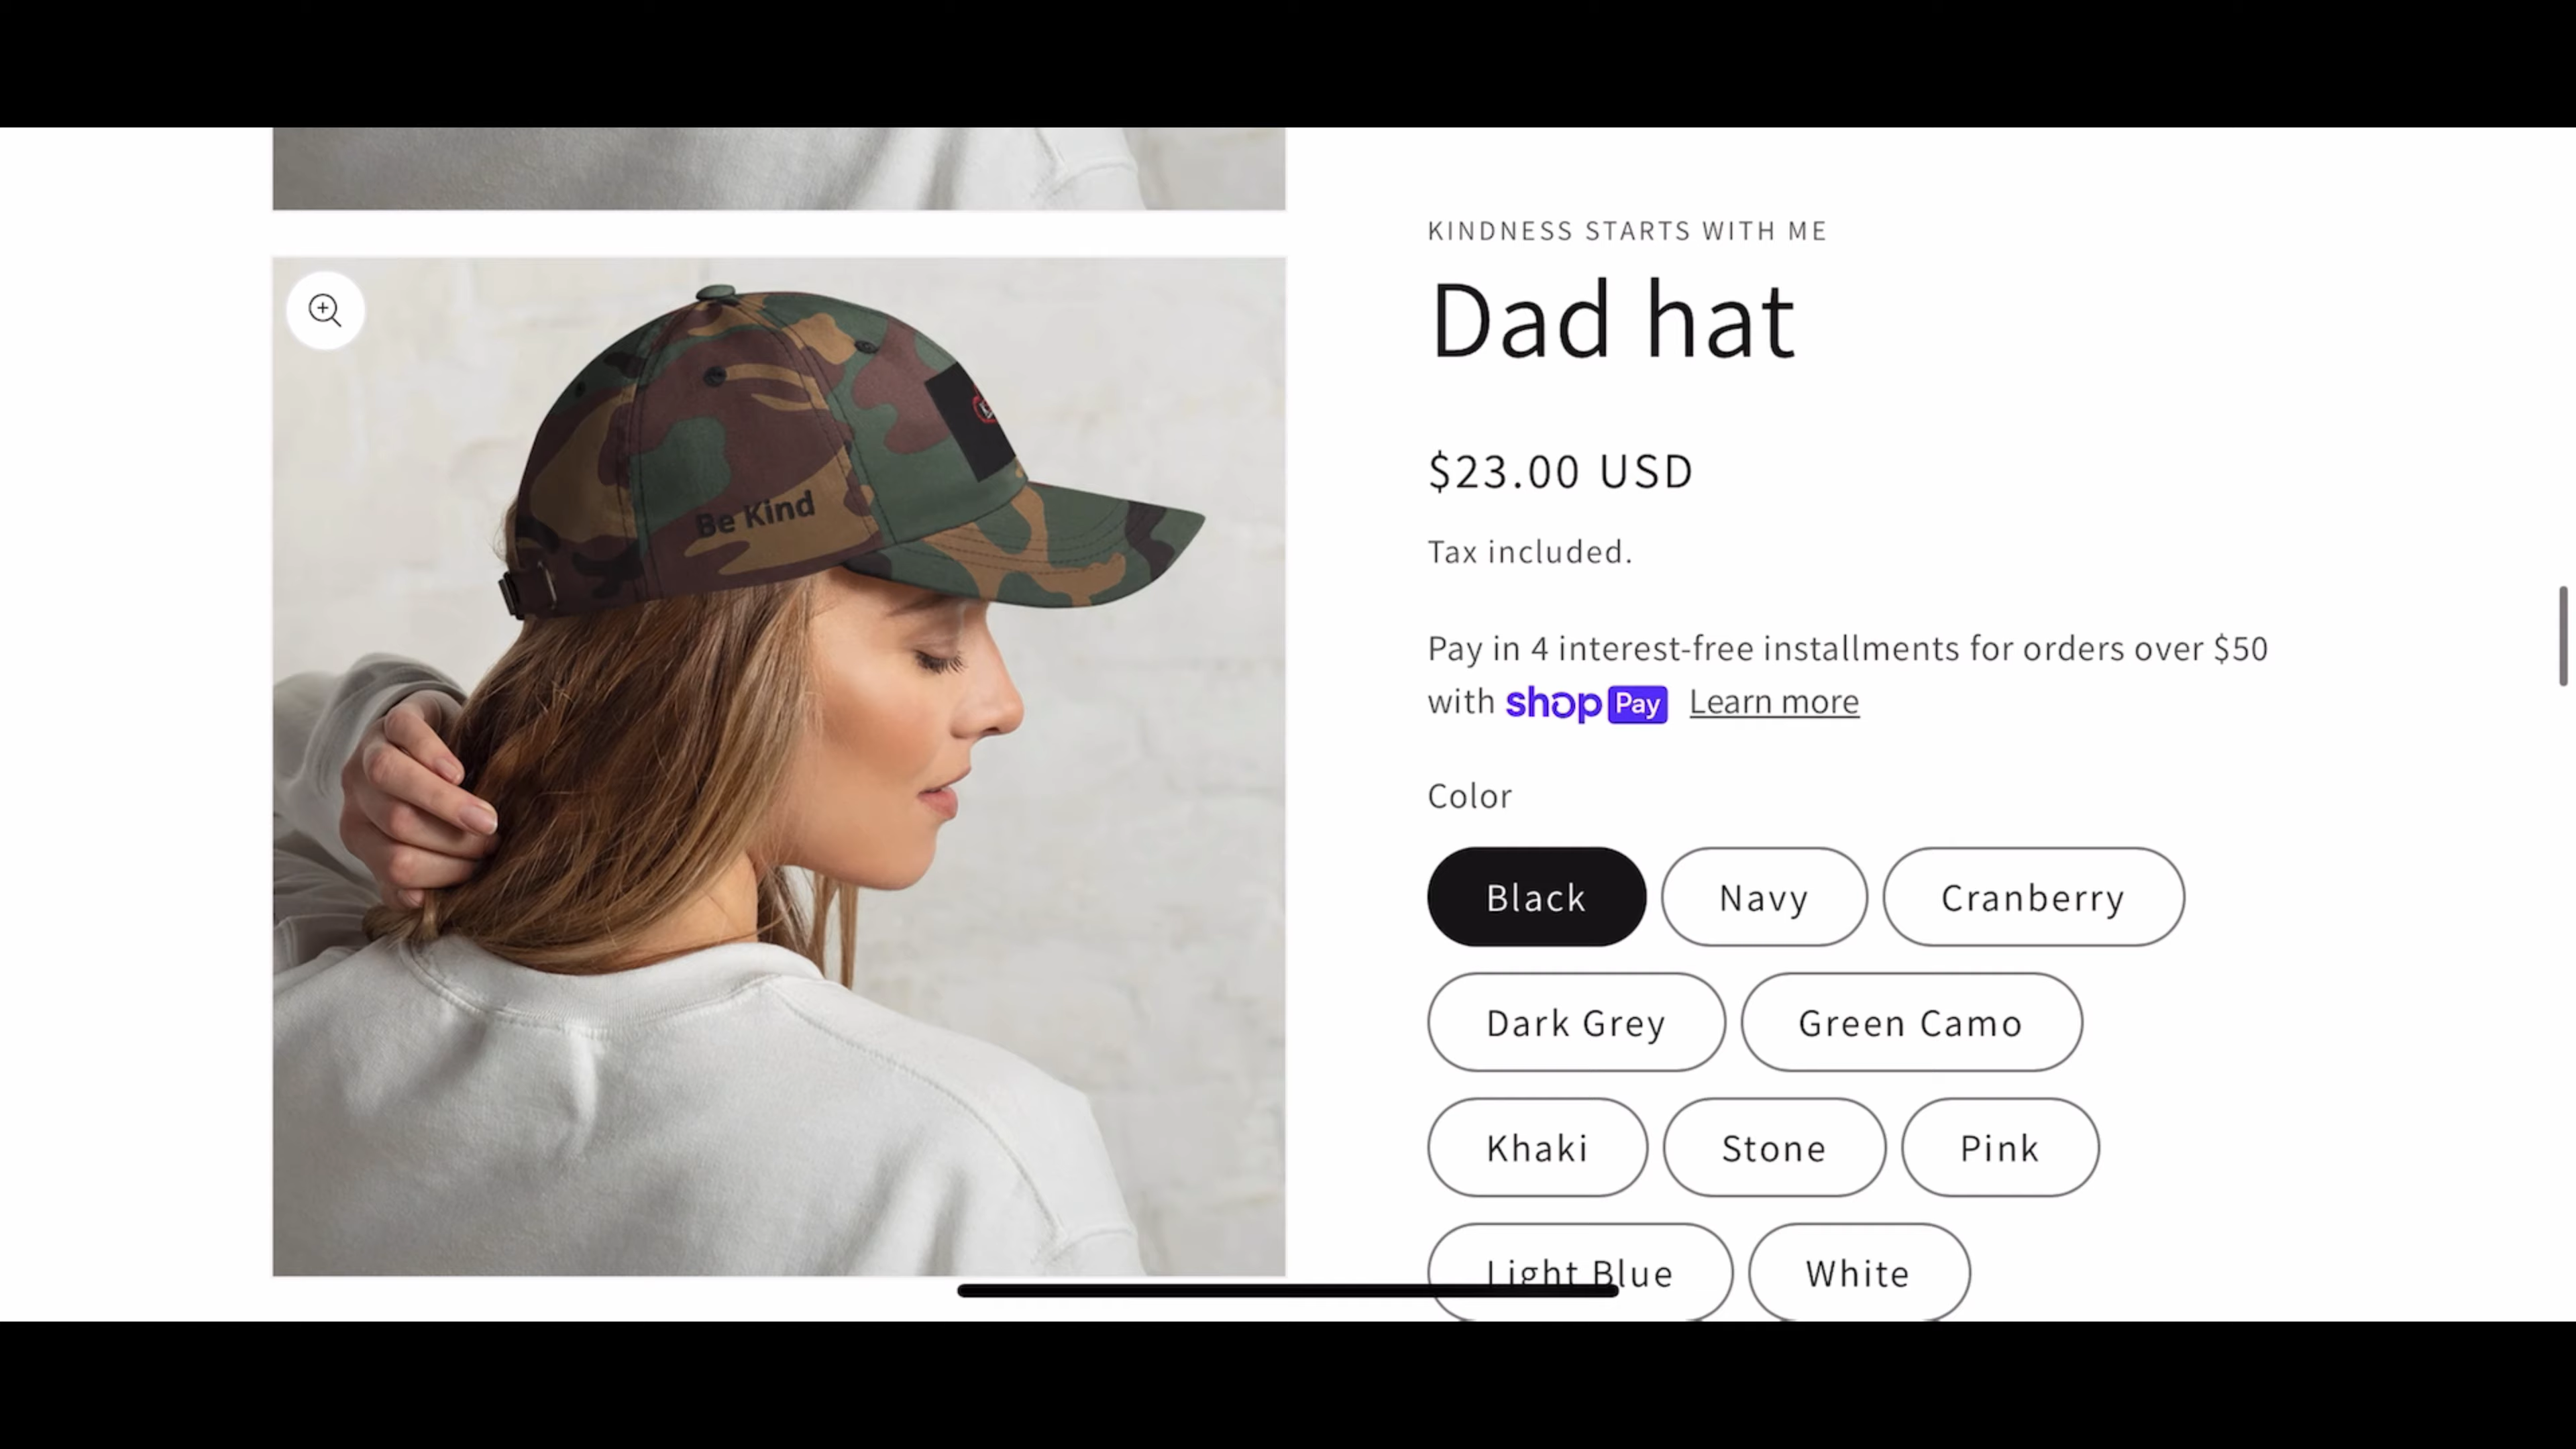 KINDNESS STARTS WITH ME
Dad hat
$23.00 USD
Tax included.
Pay in 4 interest-free installments for orders over $50
with shop Pay Learn more
Color
Black Navy Cranberry
Dark Grey Green Camo
Khaki Stone Pink
Light Blue White
Be Kind